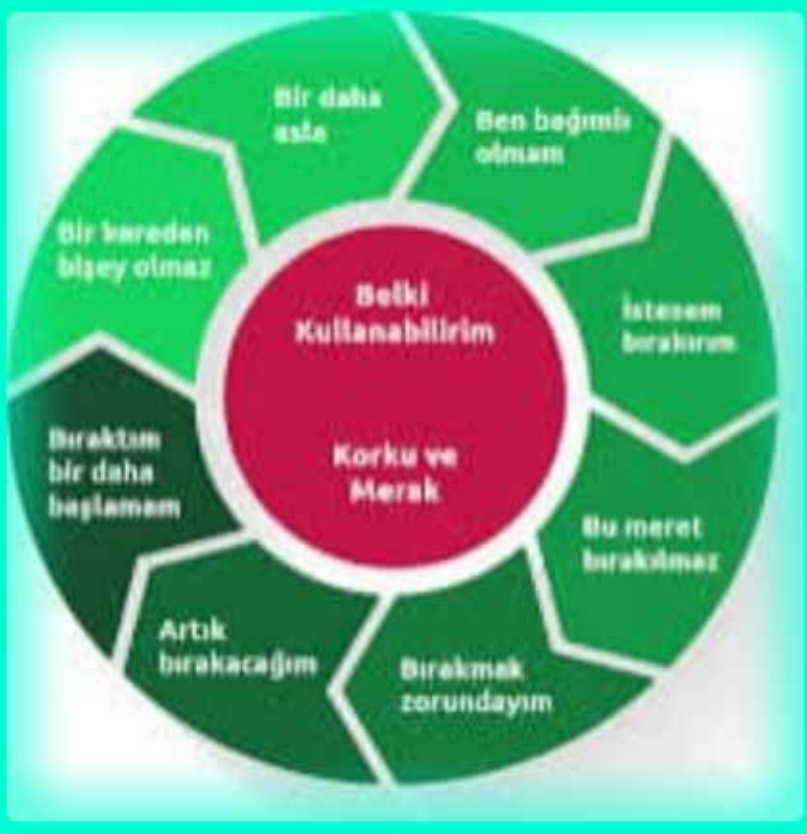 Belki
Kullanabilirim
Korku ve
Merak
Bir kereden
bişey olmaz
Bir daha
asla
Ben bağımlı
olmam
İstesem
bırakırım
Bu meret
bırakılmaz
Bırakmak
zorundayım
Artık
bırakacağım
Bıraktım
bir daha
başlamam